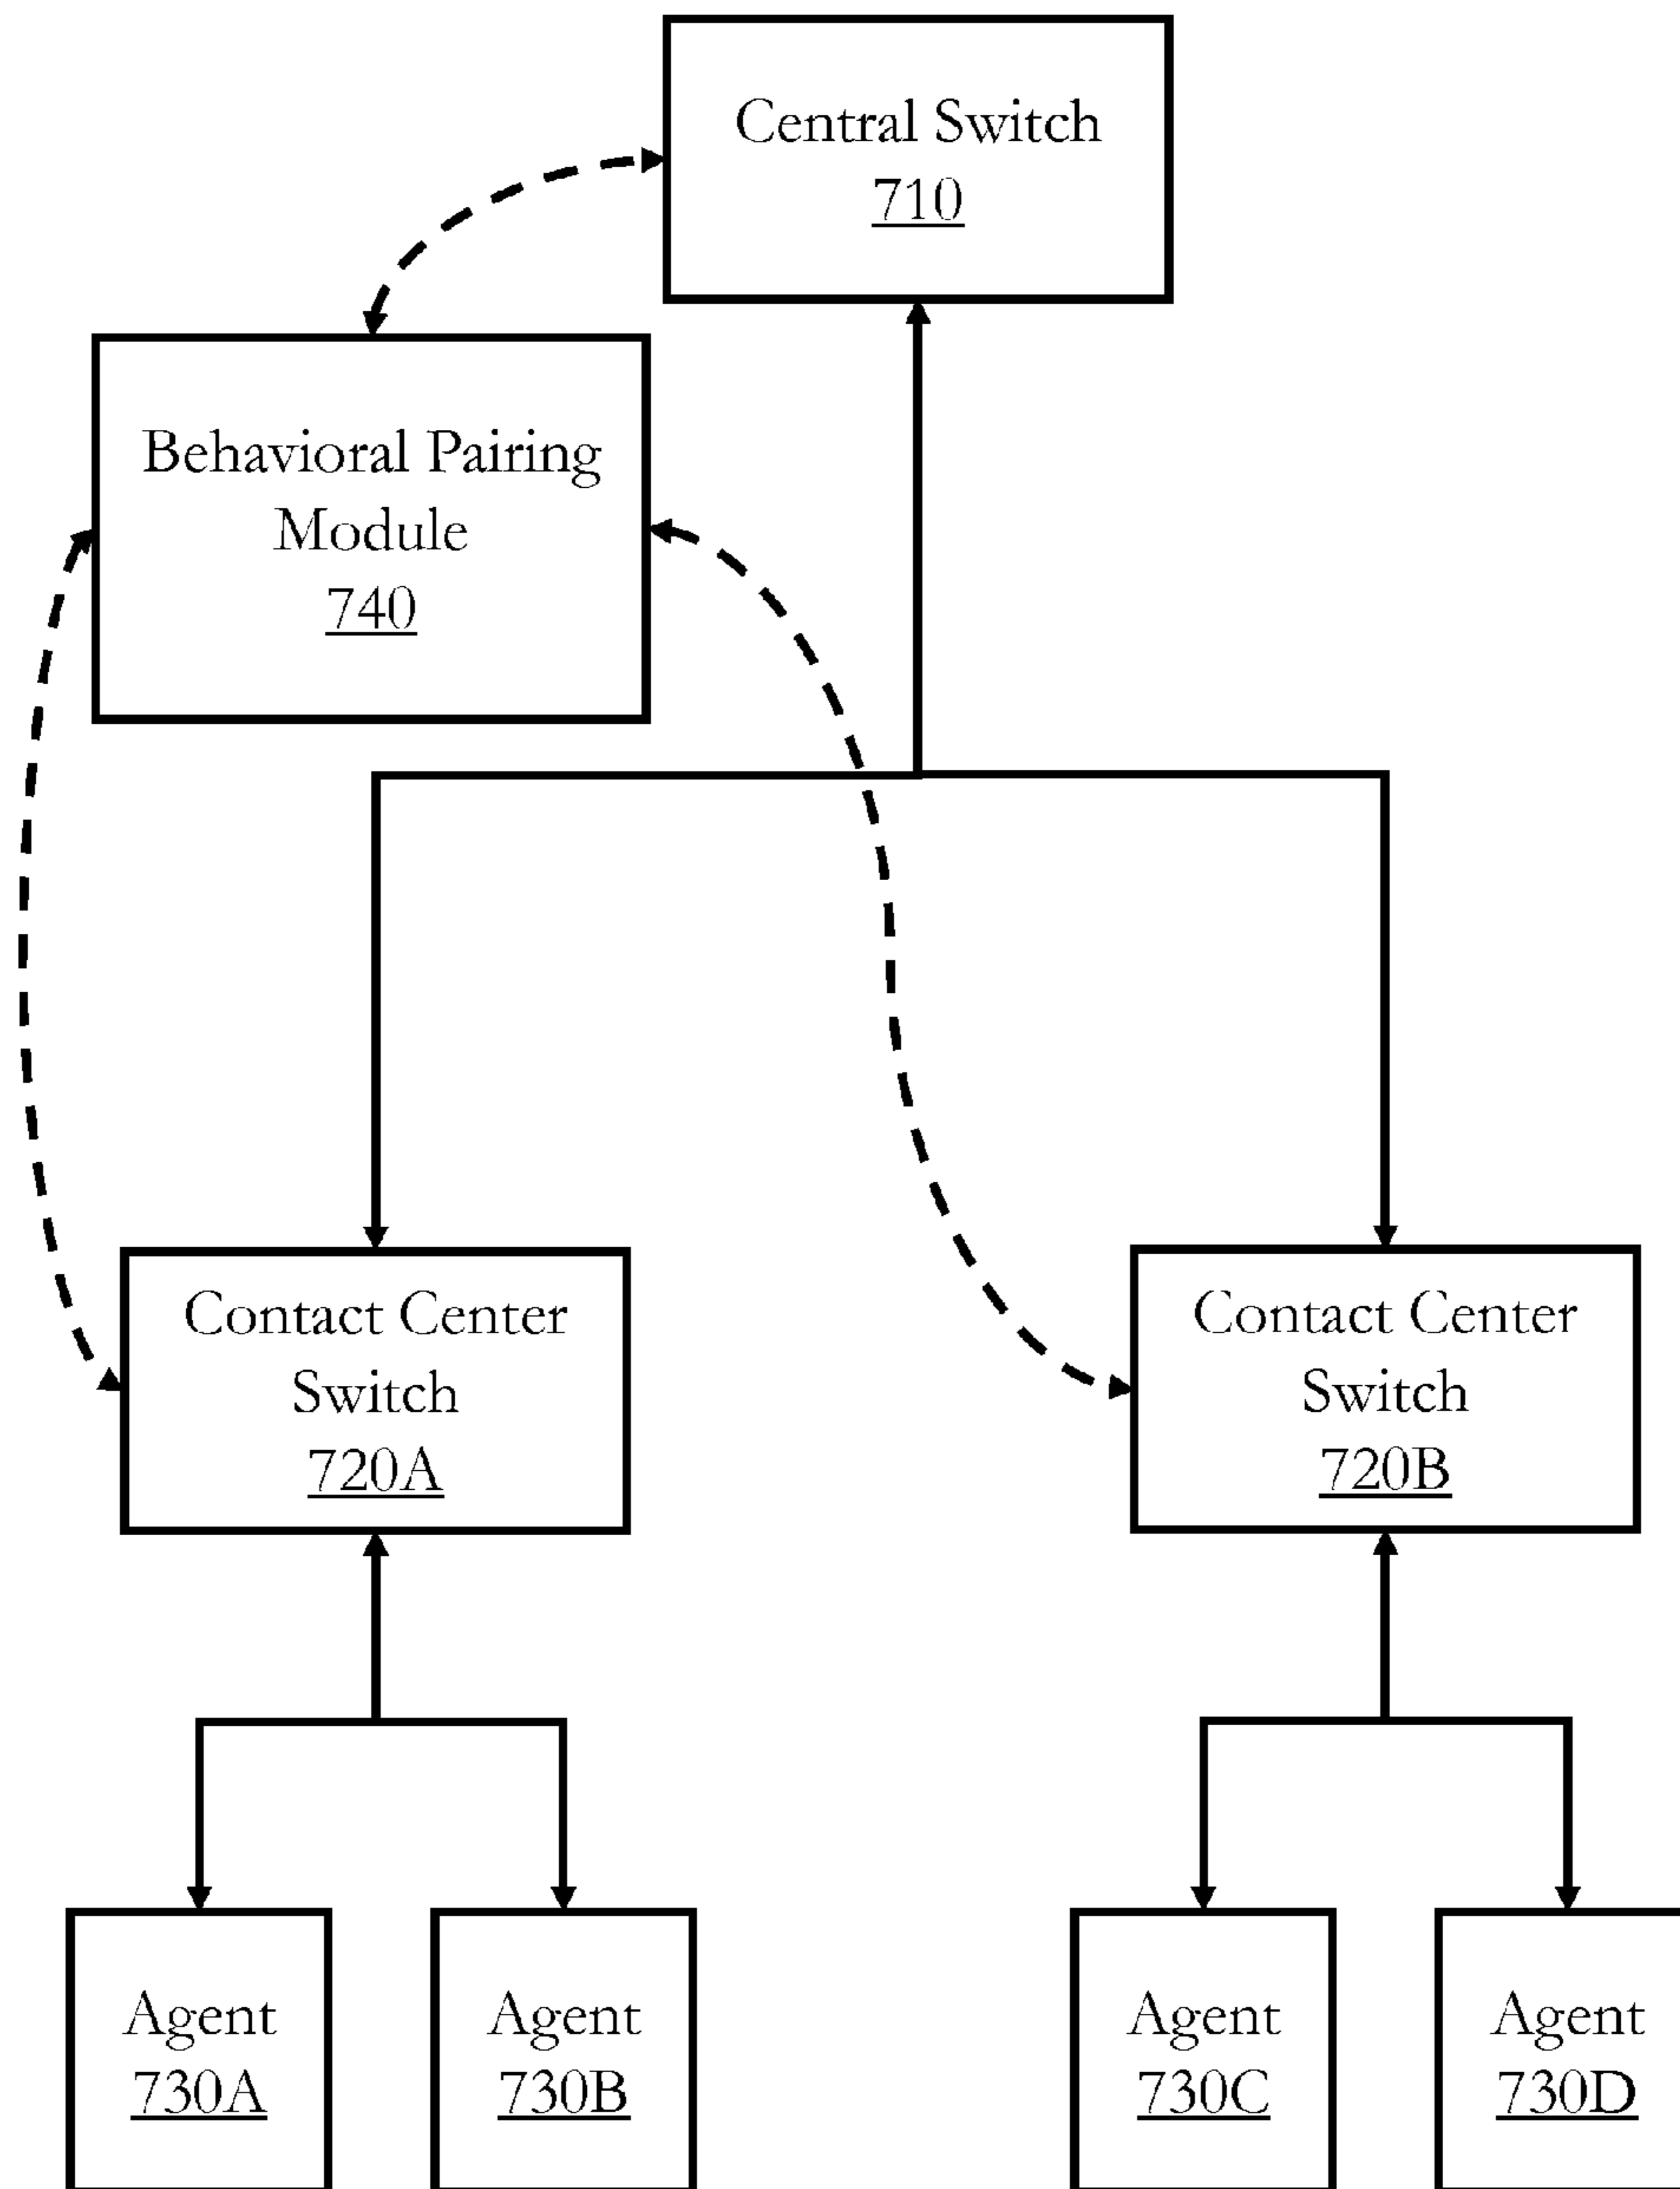 Central Switch
710
Behavioral Pairing
Module
740
Contact Center
Switch
720A
Contact Center
Switch
720B
Agent
730A
Agent
730B
Agent
730C
Agent
730D